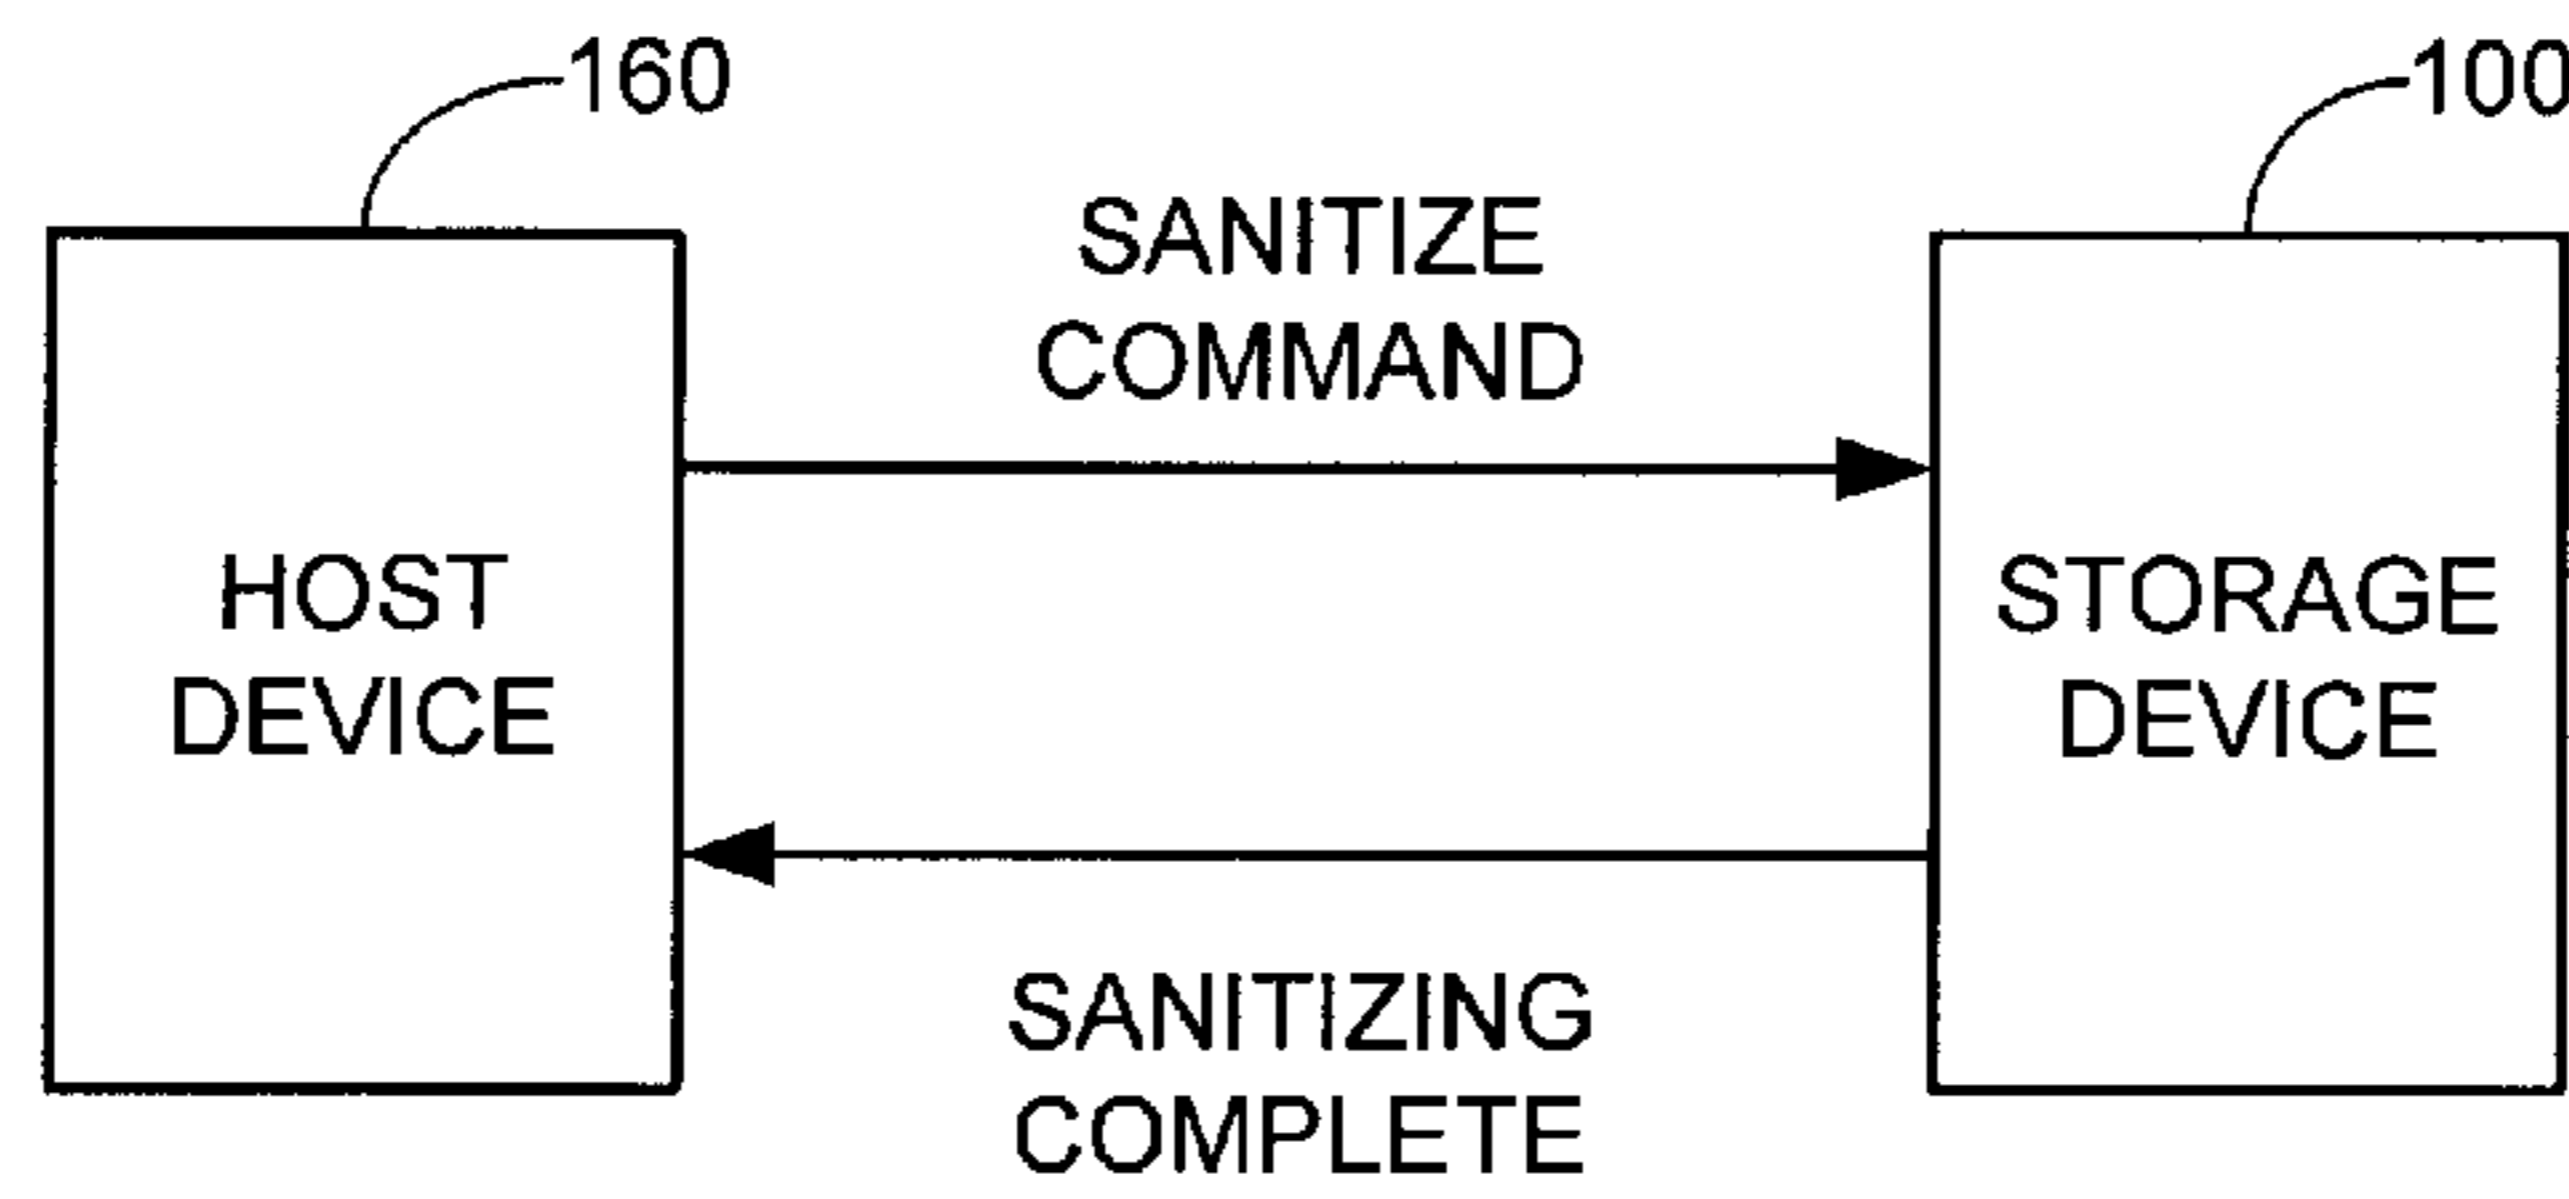 160
100
SANITIZE
COMMAND
HOST
DEVICE
STORAGE
DEVICE
SANITIZING
COMPLETE